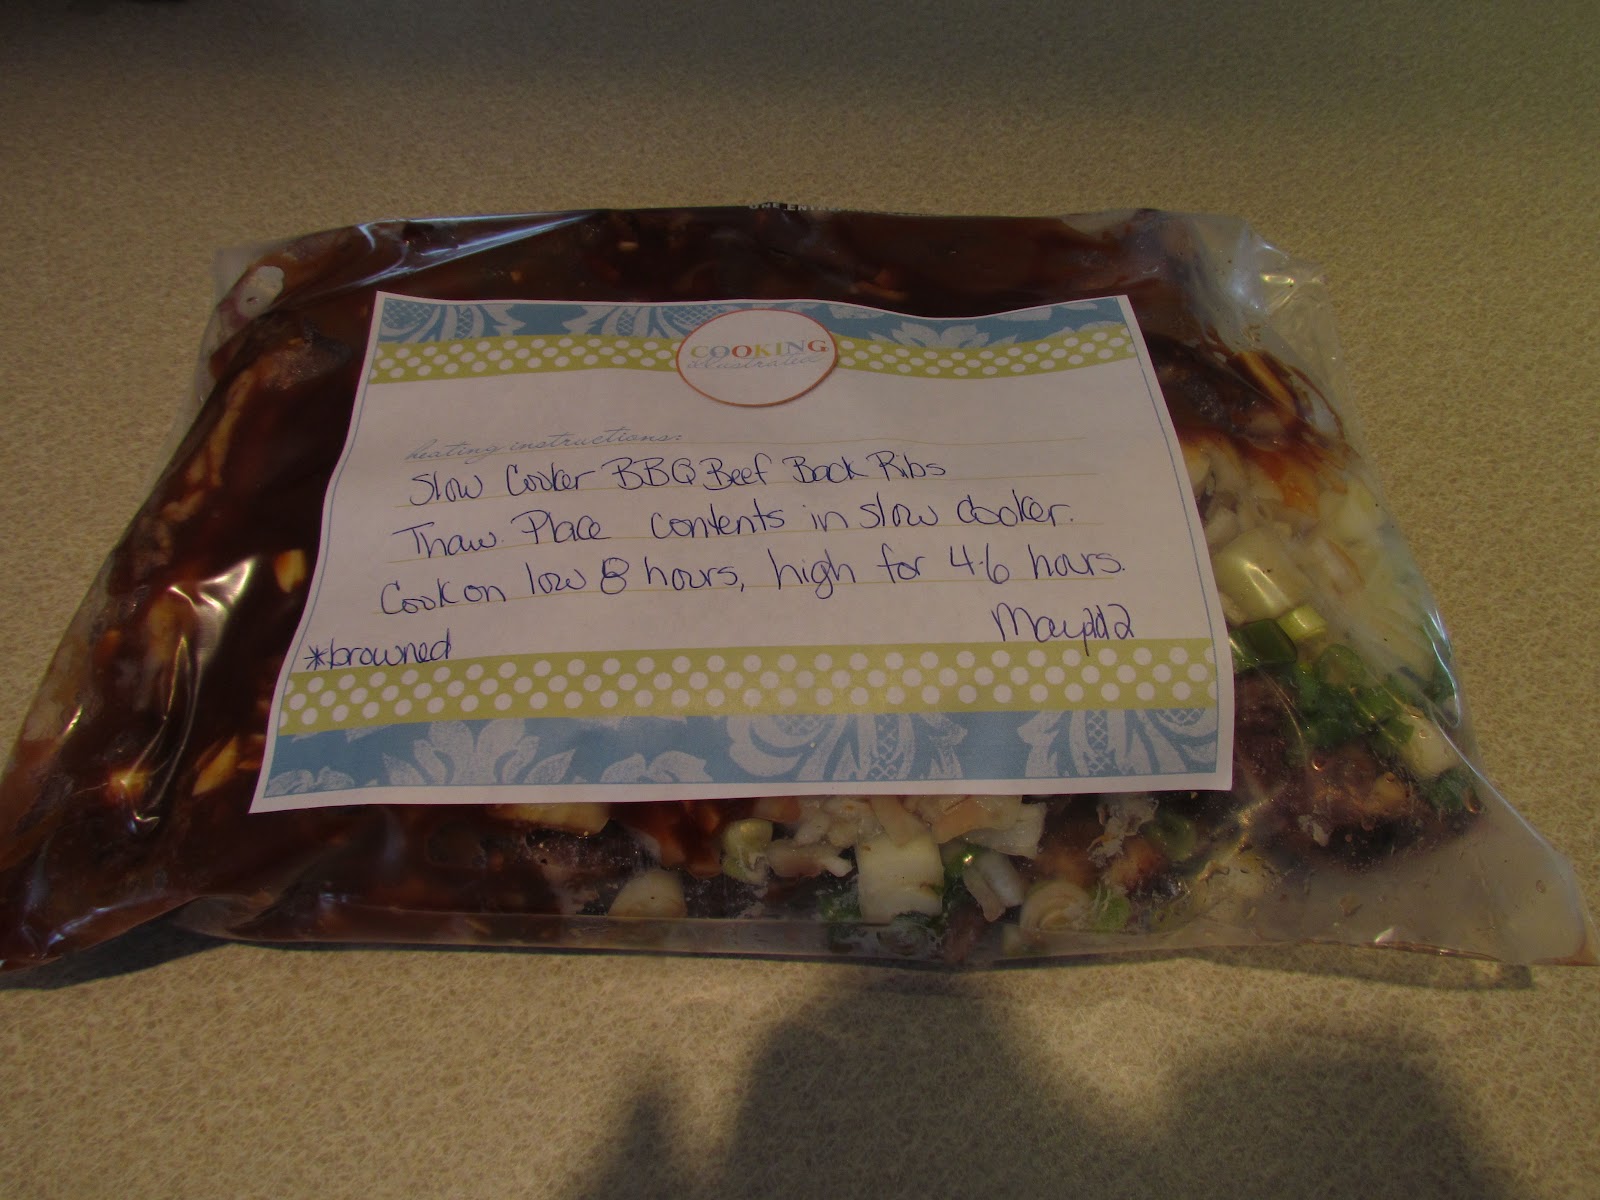 COOKING
illustrated
heating instructions:
Slow Cooker BBQ Beef Back Ribs
Thaw. Place contents in slow cooker.
Cook on low 8 hours, high for 4-6 hours.
May 2012
*browned